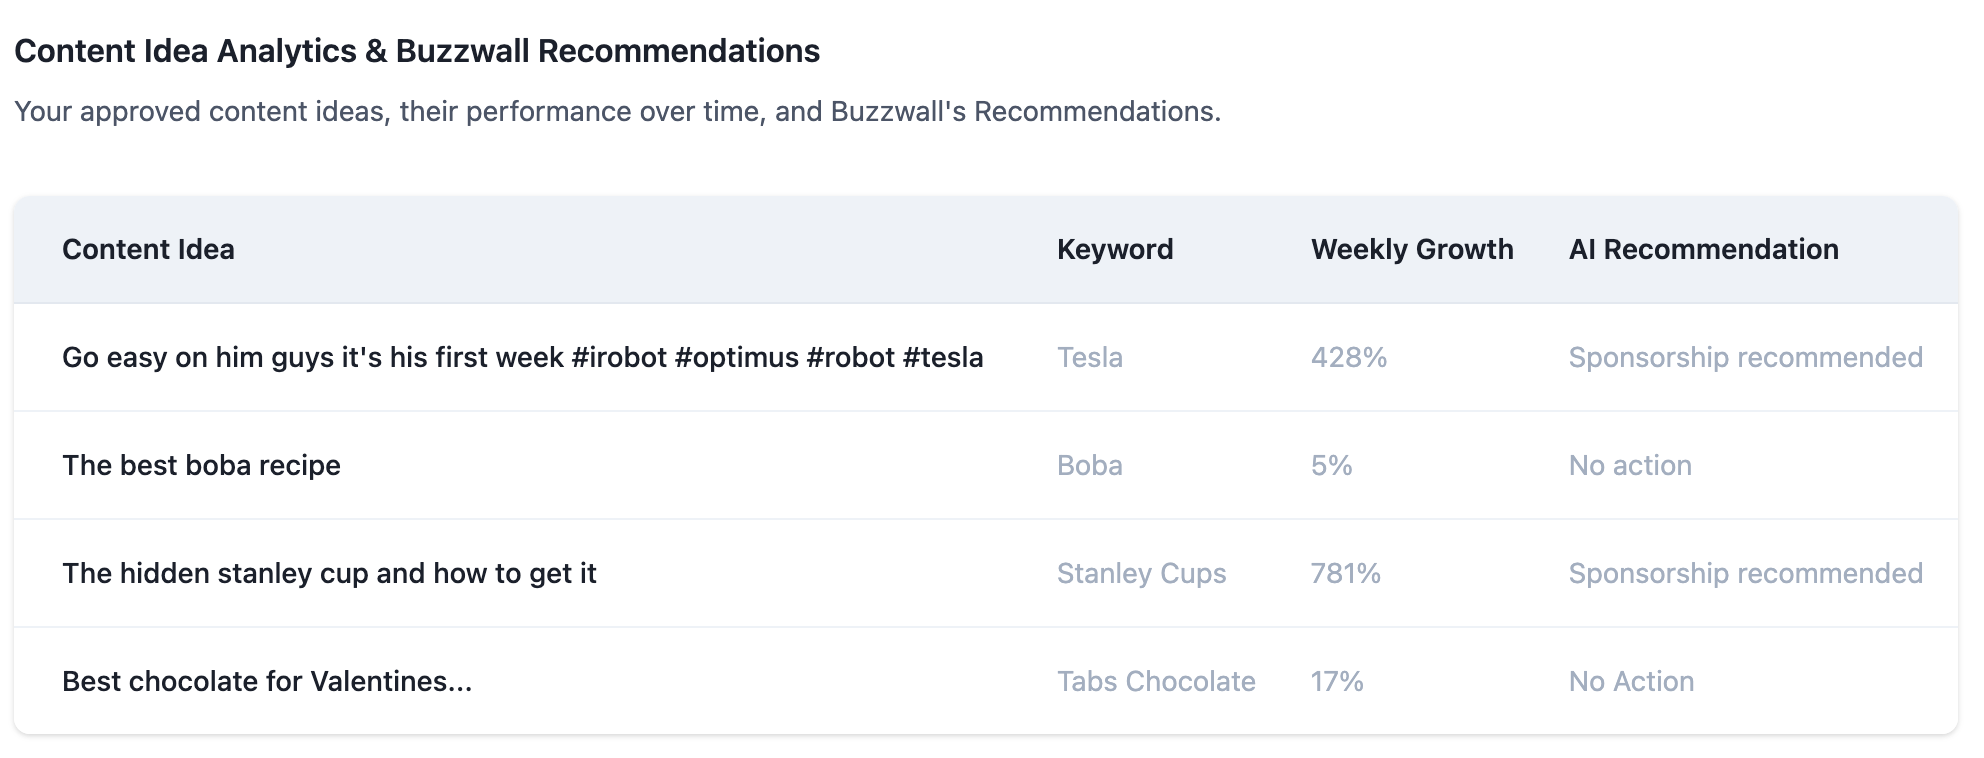 Content Idea Analytics & Buzzwall Recommendations
Your approved content ideas, their performance over time, and Buzzwall's Recommendations.
Content Idea Keyword Weekly Growth AI Recommendation
Go easy on him guys it's his first week #irobot #optimus #robot #tesla Tesla 428% Sponsorship recommended
The best boba recipe Boba 5% No action
The hidden stanley cup and how to get it Stanley Cups 781% Sponsorship recommended
Best chocolate for Valentines... Tabs Chocolate 17% No Action